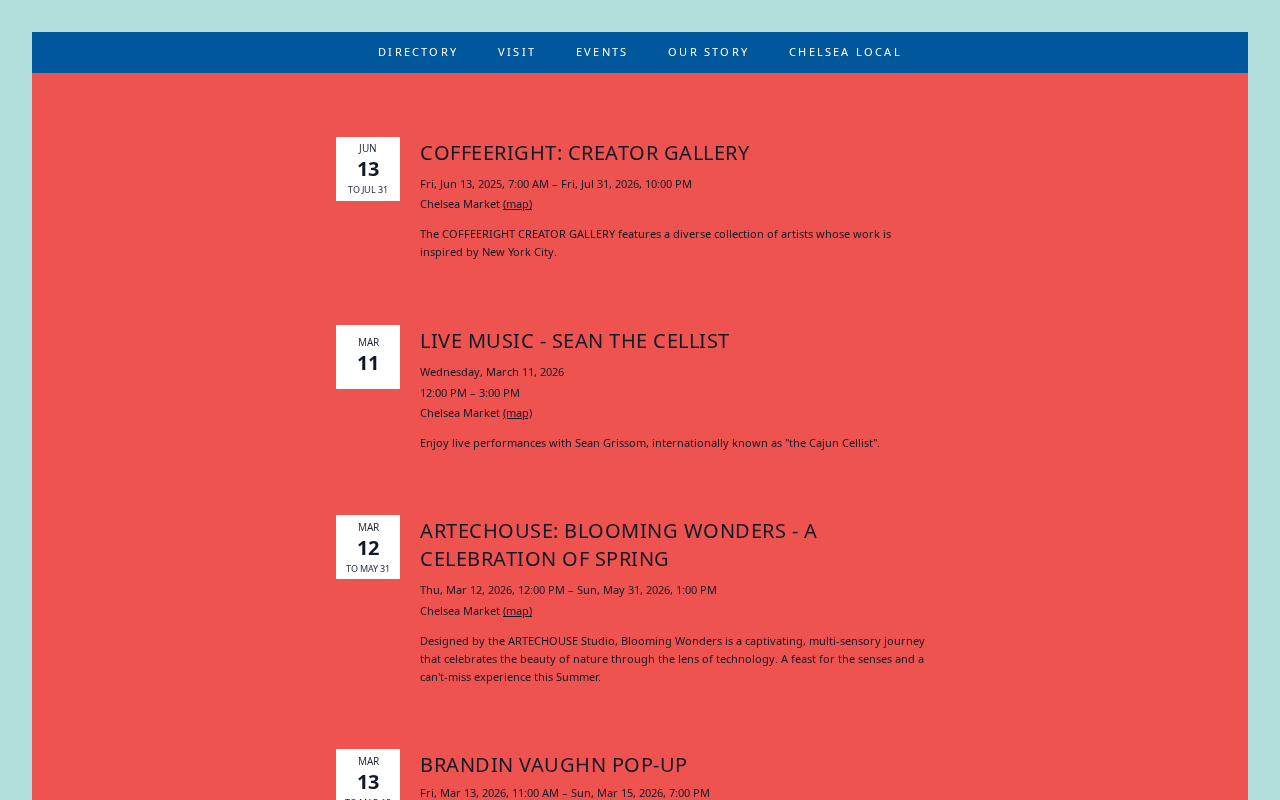 DIRECTORY VISIT EVENTS OUR STORY CHELSEA LOCAL
JUN
13
TO JUL 31
COFFEERIGHT: CREATOR GALLERY
Fri, Jun 13, 2025, 7:00 AM – Fri, Jul 31, 2026, 10:00 PM
Chelsea Market (map)
The COFFEERIGHT CREATOR GALLERY features a diverse collection of artists whose work is
inspired by New York City.
MAR
11
LIVE MUSIC - SEAN THE CELLIST
Wednesday, March 11, 2026
12:00 PM – 3:00 PM
Chelsea Market (map)
Enjoy live performances with Sean Grissom, internationally known as "the Cajun Cellist".
MAR
12
TO MAY 31
ARTECHOUSE: BLOOMING WONDERS - A
CELEBRATION OF SPRING
Thu, Mar 12, 2026, 12:00 PM – Sun, May 31, 2026, 1:00 PM
Chelsea Market (map)
Designed by the ARTECHOUSE Studio, Blooming Wonders is a captivating, multi-sensory journey
that celebrates the beauty of nature through the lens of technology. A feast for the senses and a
can't-miss experience this Summer.
MAR
13
BRANDIN VAUGHN POP-UP
Fri, Mar 13, 2026, 11:00 AM – Sun, Mar 15, 2026, 7:00 PM